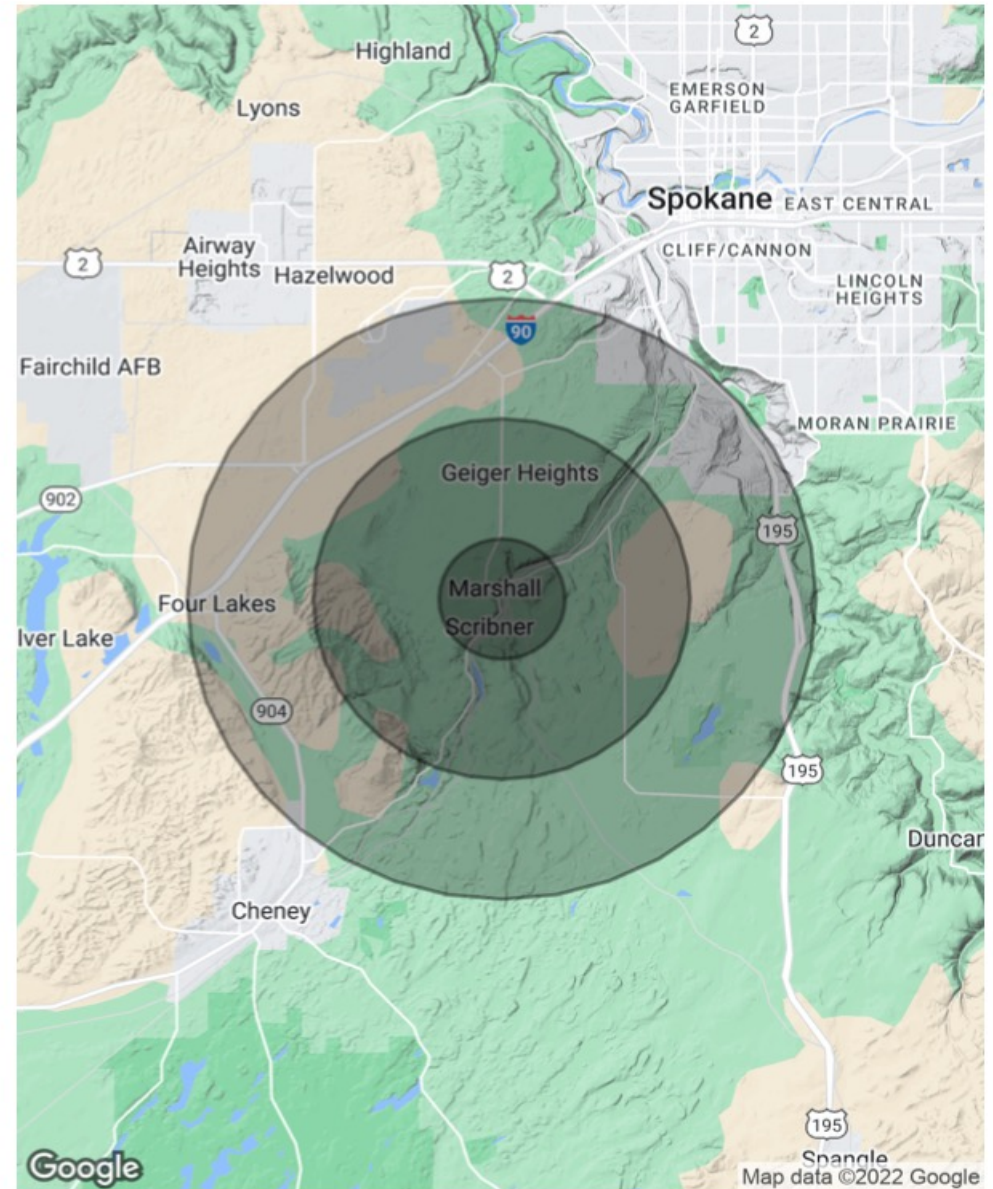 2
Highland
EMERSON
GARFIELD
Lyons
Spokane
EAST CENTRAL
Airway
Heights
Hazelwood
CLIFF/CANNON
2
2
LINCOLN
HEIGHTS
90
Fairchild AFB
MORAN PRAIRIE
Geiger Heights
902
195
Marshall
Four Lakes
Scribner
lver Lake
904
195
Duncan
Cheney
195
Spangle
Google
Map data ©2022 Google